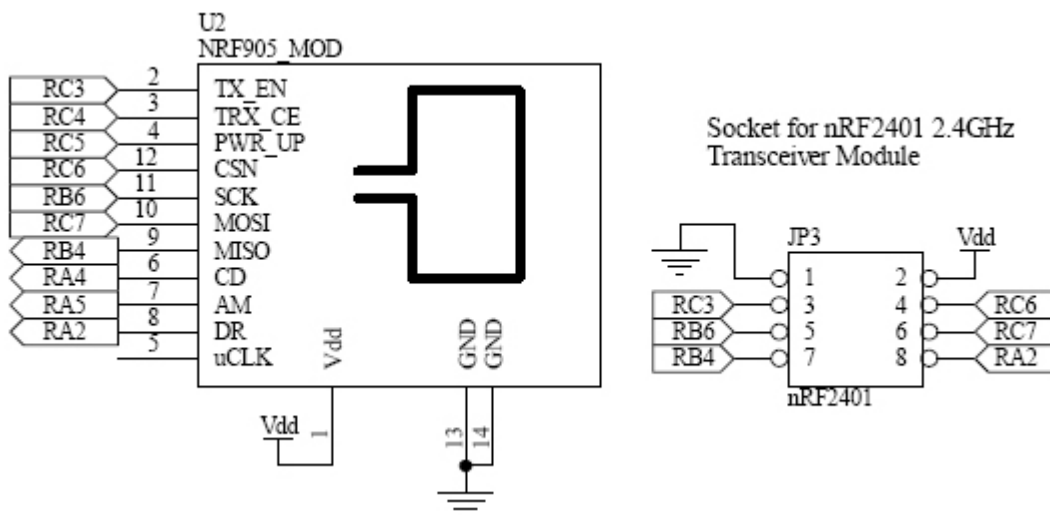 U2
NRF905_MOD
RC3 2 TX_EN
RC4 3 TRX_CE
RC5 4 PWR_UP
RC6 12 CSN
RB6 11 SCK
RC7 10 MOSI
RB4 9 MISO
RA4 6 CD
RA5 7 AM
RA2 8 DR
5 uCLK
Vdd
GND
GND
Vdd
1
13
14
Socket for nRF2401 2.4GHz
Transceiver Module
JP3
Vdd
1 2
RC3 3 4 RC6
RB6 5 6 RC7
RB4 7 8 RA2
nRF2401